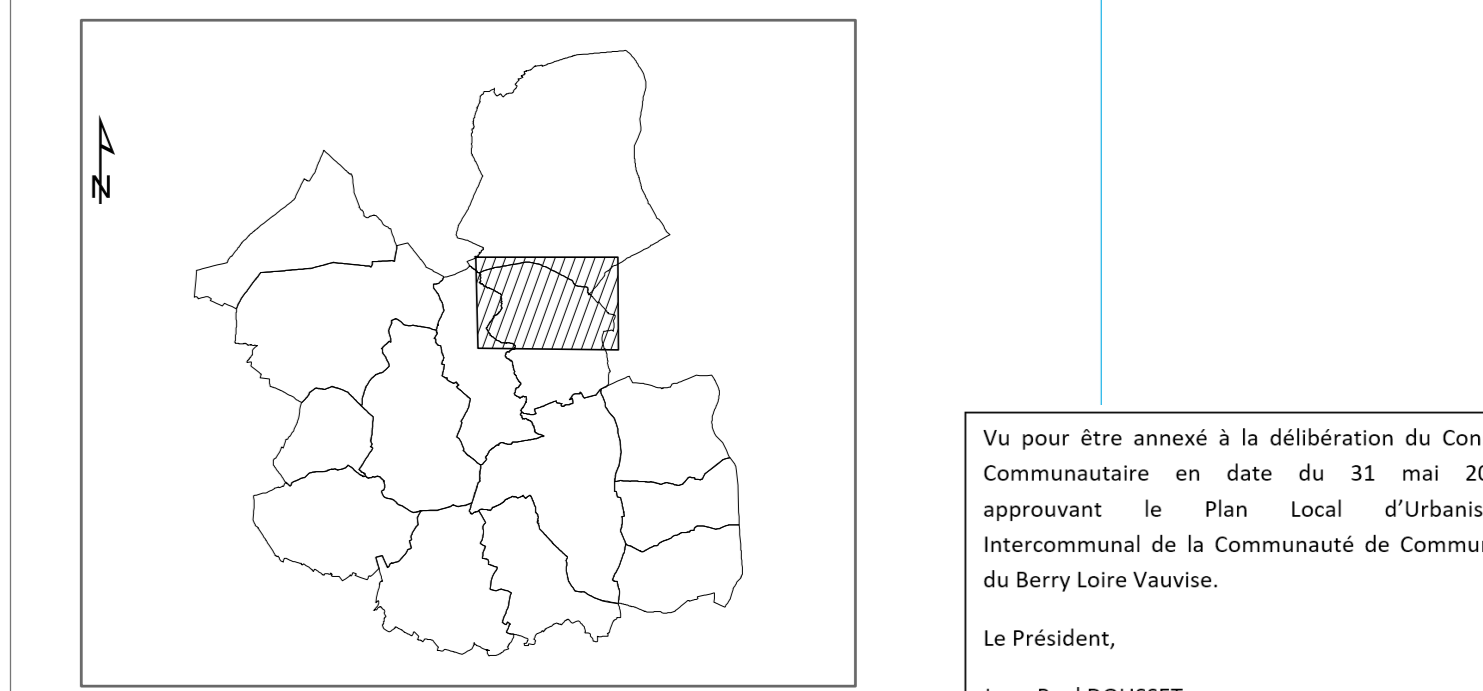 N
Vu pour être annexé à la délibération du Con
Communautaire en date du 31 mai 20
approuvant le Plan Local d’Urbanis
Intercommunal de la Communauté de Commu
du Berry Loire Vauvise.
Le Président,